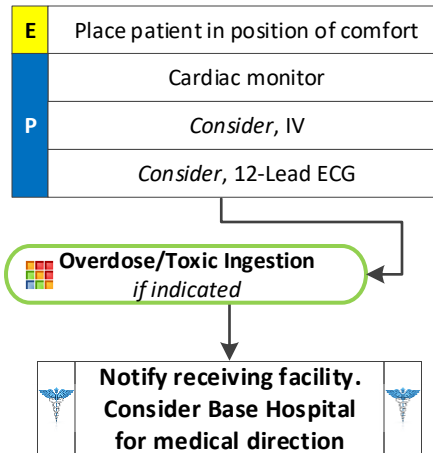 E Place patient in position of comfort
Cardiac monitor
P Consider, IV
Consider, 12-Lead ECG
Overdose/Toxic Ingestion
if indicated
Notify receiving facility.
Consider Base Hospital
for medical direction